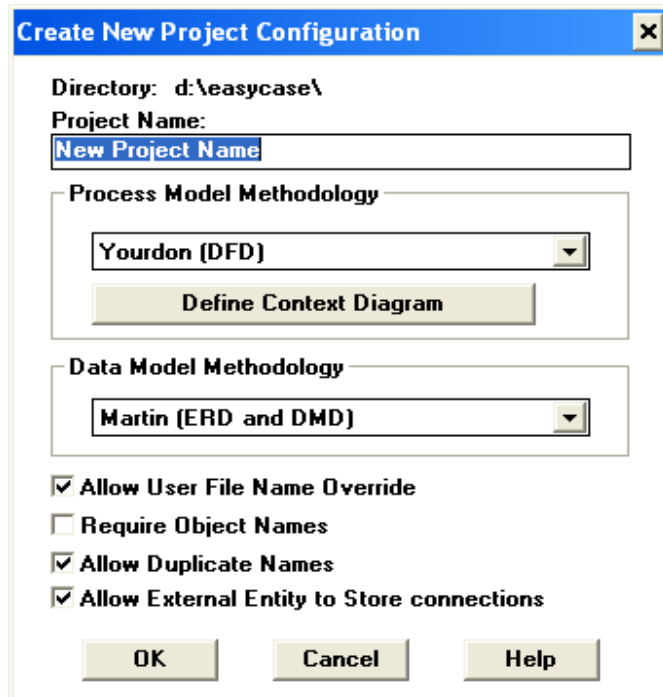 Create New Project Configuration
Directory: d:\easycase\
Project Name:
New Project Name
Process Model Methodology
Yourdon (DFD)
Define Context Diagram
Data Model Methodology
Martin (ERD and DMD)
Allow User File Name Override
Require Object Names
Allow Duplicate Names
Allow External Entity to Store connections
OK Cancel Help